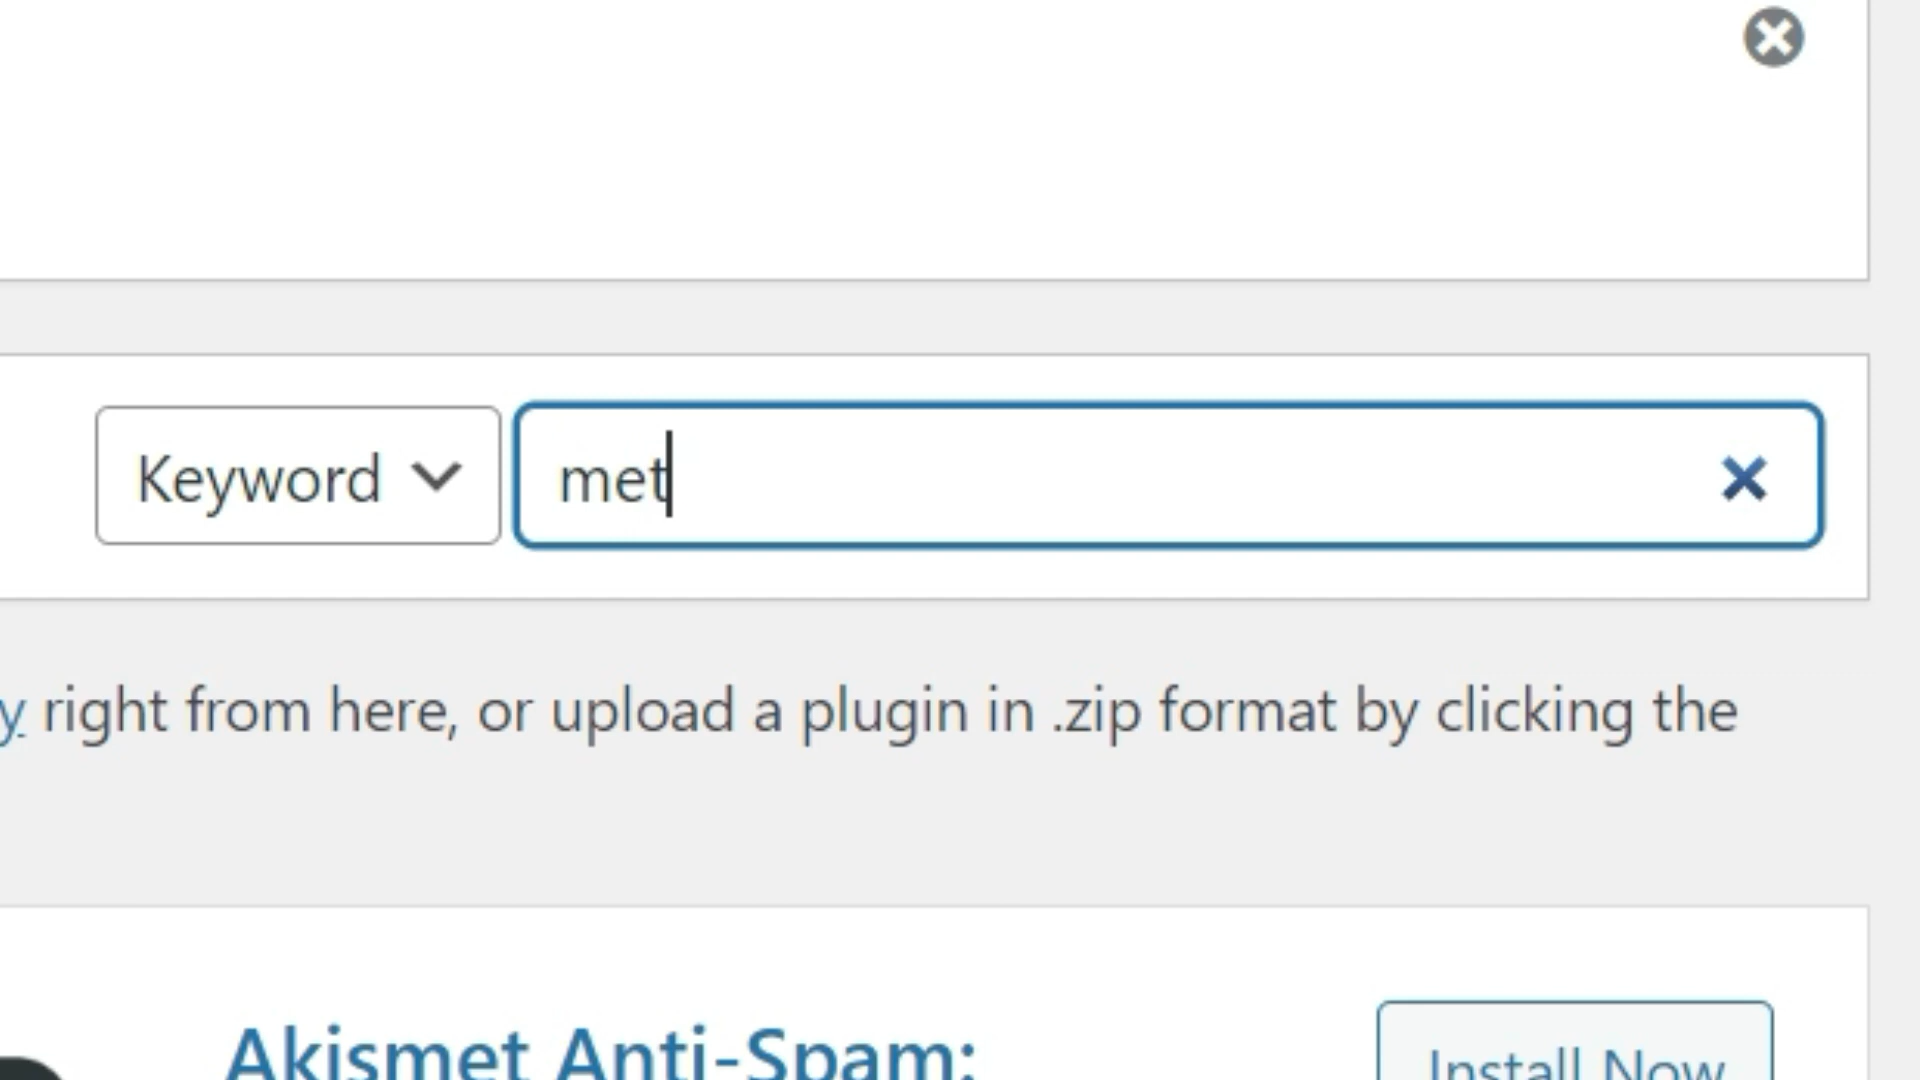 Keyword
met
y right from here, or upload a plugin in .zip format by clicking the
Akismet Anti-Spam:
Install Now